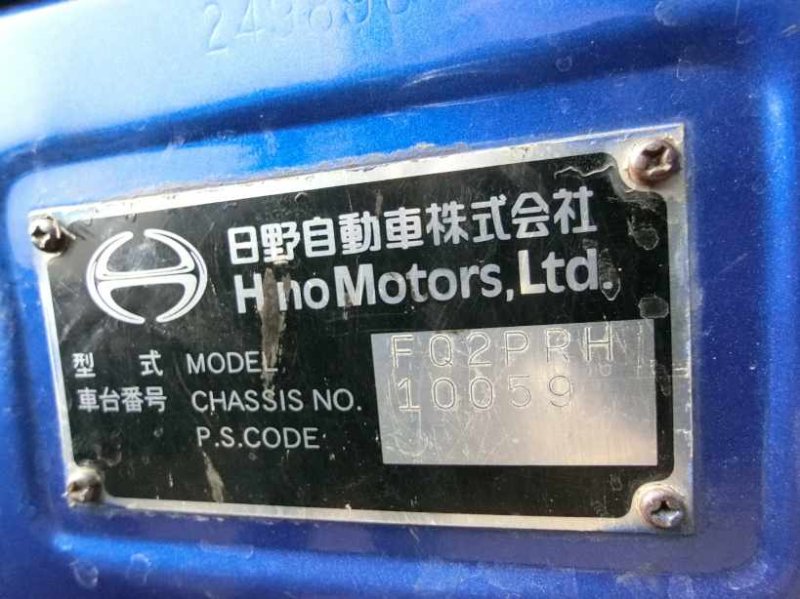 日野自動車株式会社
Hino Motors, Ltd.
型 式 MODEL FQ2PRH
車台番号 CHASSIS NO. 10059
P.S.CODE